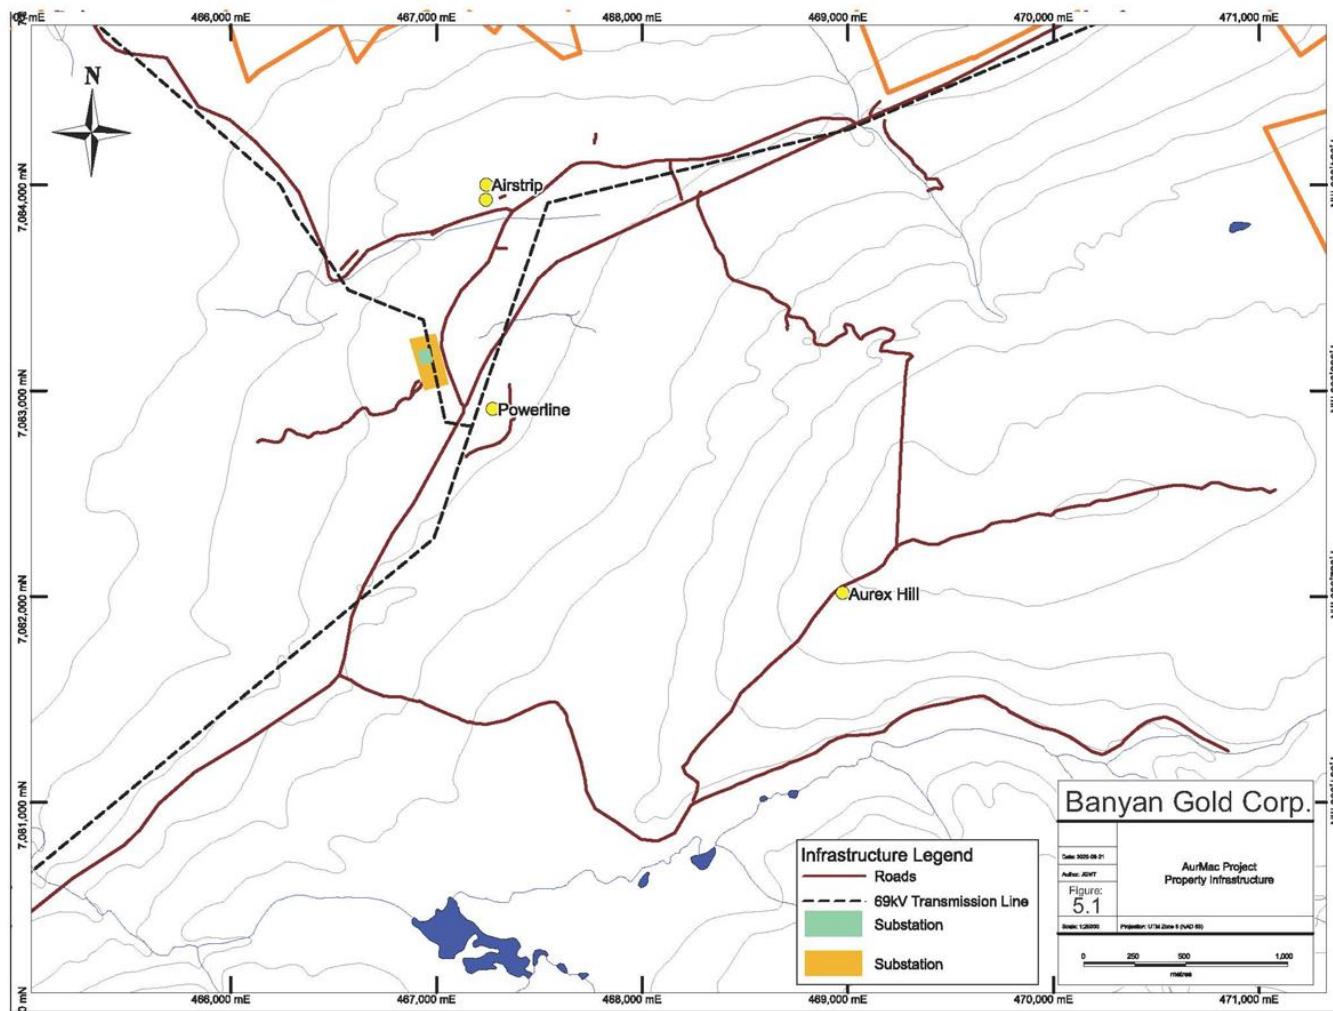 466,000 mE
467,000 mE
468,000 mE
469,000 mE
470,000 mE
471,000 mE
N
Airstrip
7,084,000 mN
7,083,000 mN
Powerline
7,082,000 mN
Aurex Hill
7,081,000 mN
Banyan Gold Corp.
Infrastructure Legend
Roads
69kV Transmission Line
Substation
Substation
AurMac Project
Property Infrastructure
Figure:
5.1
0 250 500 1,000
metres
466,000 mE
467,000 mE
468,000 mE
469,000 mE
470,000 mE
471,000 mE